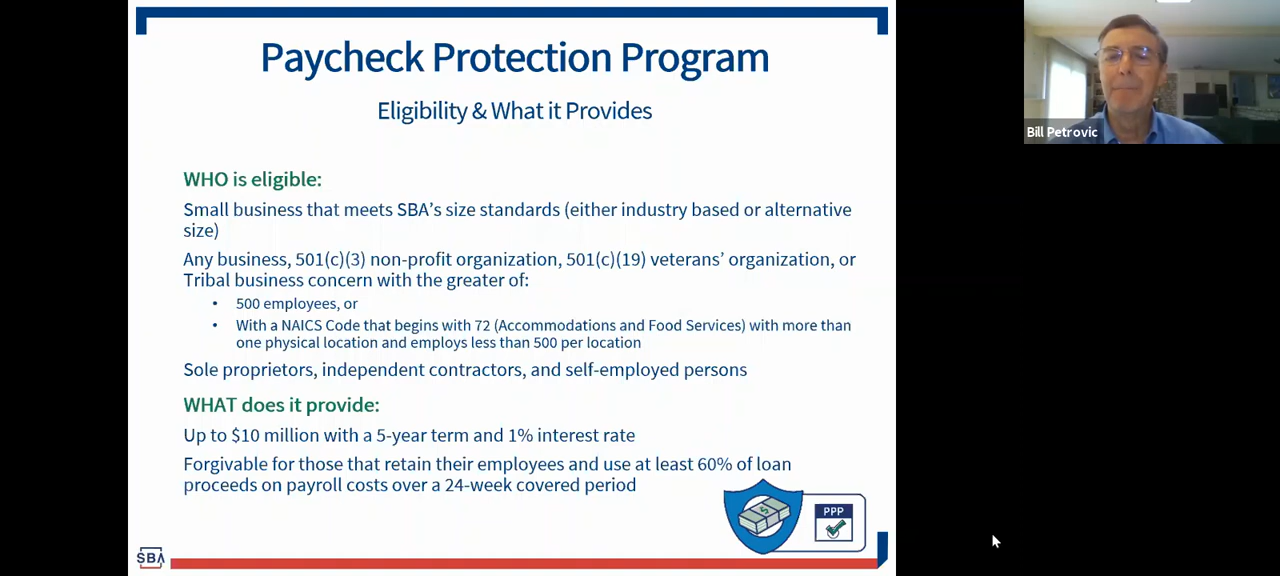 Paycheck Protection Program
Eligibility & What it Provides
WHO is eligible:
Small business that meets SBA's size standards (either industry based or alternative
size)
Any business, 501(c)(3) non-profit organization, 501(c)(19) veterans' organization, or
Tribal business concern with the greater of:
• 500 employees, or
• With a NAICS Code that begins with 72 (Accommodations and Food Services) with more than
one physical location and employs less than 500 per location
Sole proprietors, independent contractors, and self-employed persons
WHAT does it provide:
Up to $10 million with a 5-year term and 1% interest rate
Forgivable for those that retain their employees and use at least 60% of loan
proceeds on payroll costs over a 24-week covered period
$
PPP
SBA
Bill Petrovic